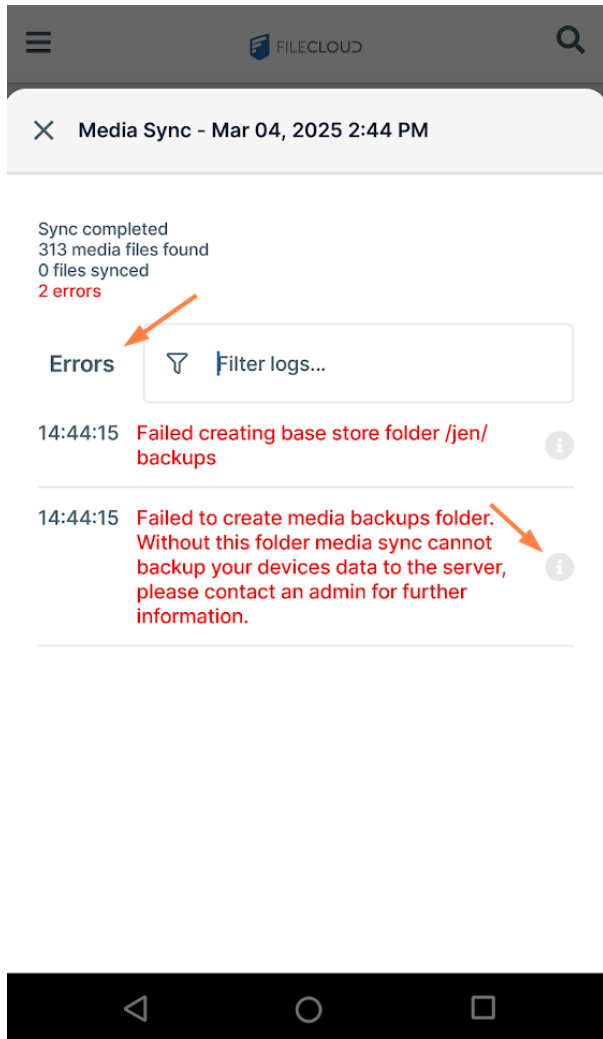 FILECLOUD
Media Sync - Mar 04, 2025 2:44 PM
Sync completed
313 media files found
0 files synced
2 errors
Errors
Filter logs...
14:44:15 Failed creating base store folder /jen/
backups
14:44:15 Failed to create media backups folder.
Without this folder media sync cannot
backup your devices data to the server,
please contact an admin for further
information.